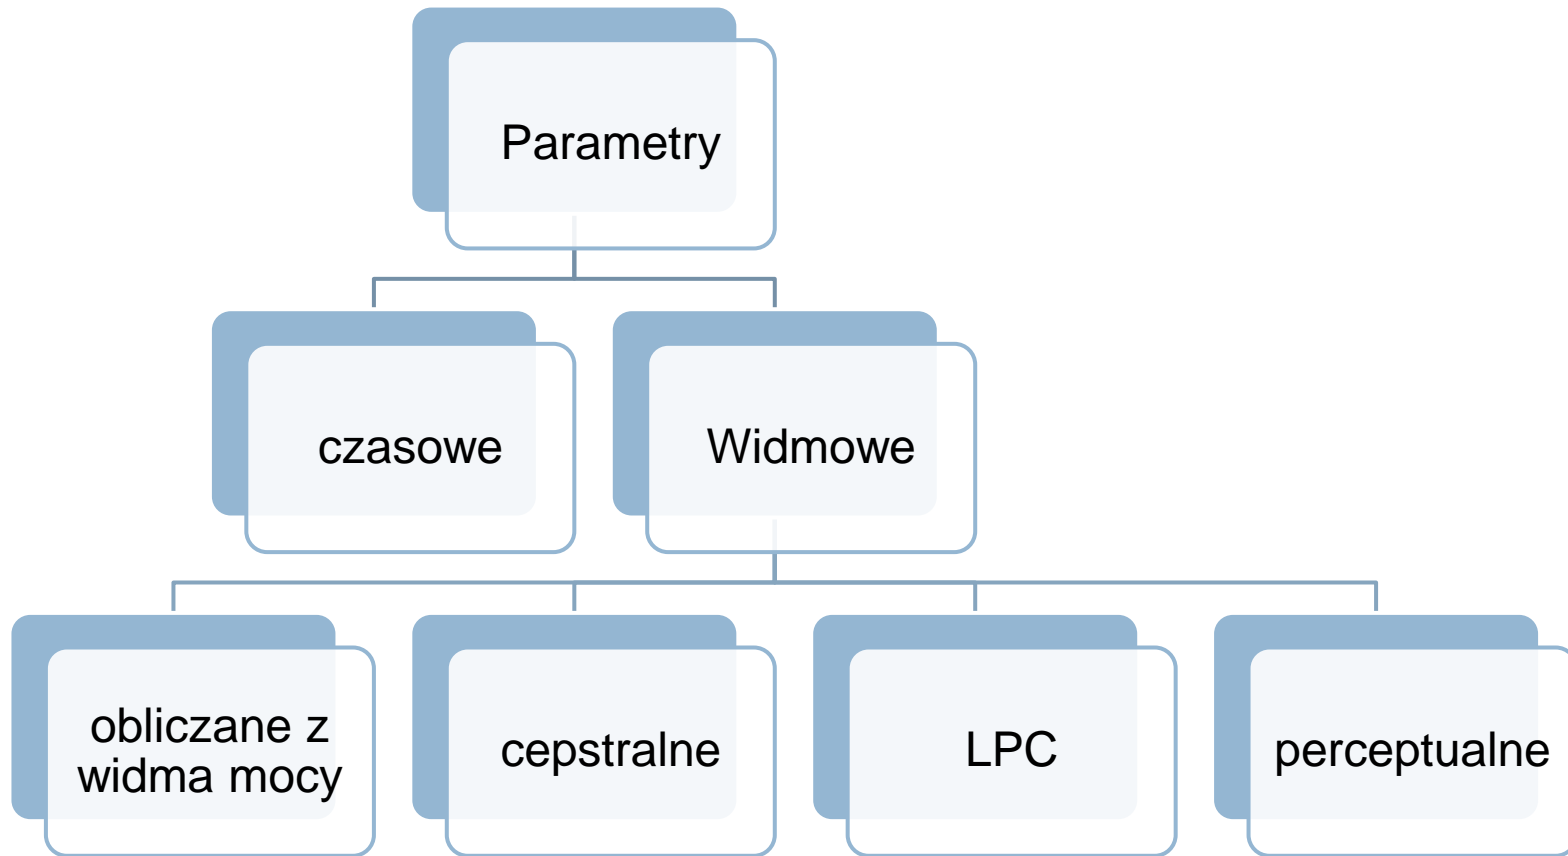 Parametry
czasowe
Widmowe
obliczane z
widma mocy
cepstralne
LPC
perceptualne